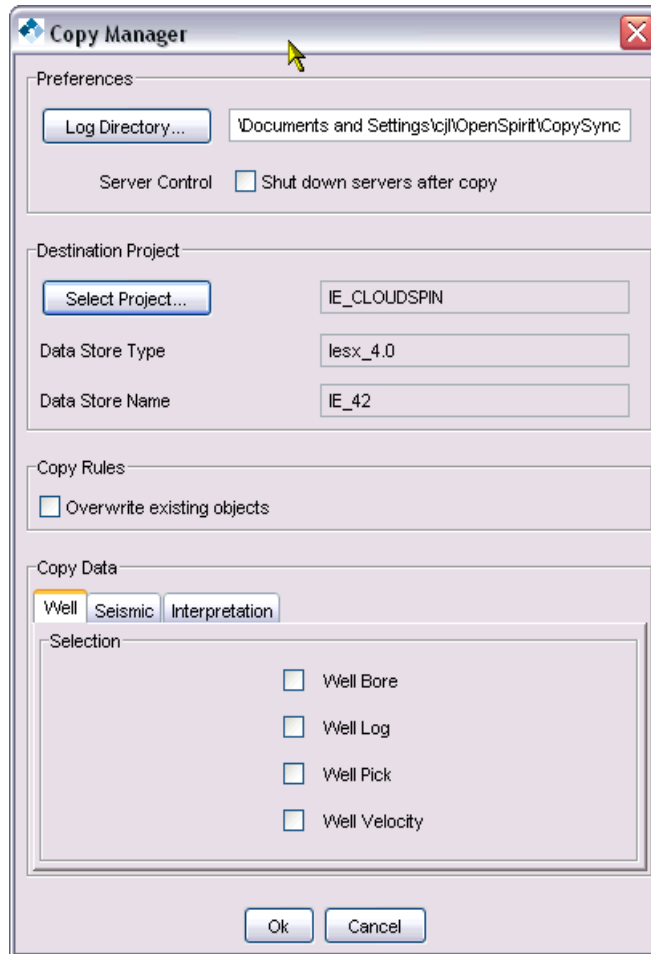 Copy Manager
Preferences
Log Directory... \Documents and Settings\cjl\OpenSpirit\CopySync
Server Control Shut down servers after copy
Destination Project
Select Project... IE_CLOUDSPIN
Data Store Type Iesx_4.0
Data Store Name IE_42
Copy Rules
Overwrite existing objects
Copy Data
Well Seismic Interpretation
Selection
Well Bore
Well Log
Well Pick
Well Velocity
Ok Cancel